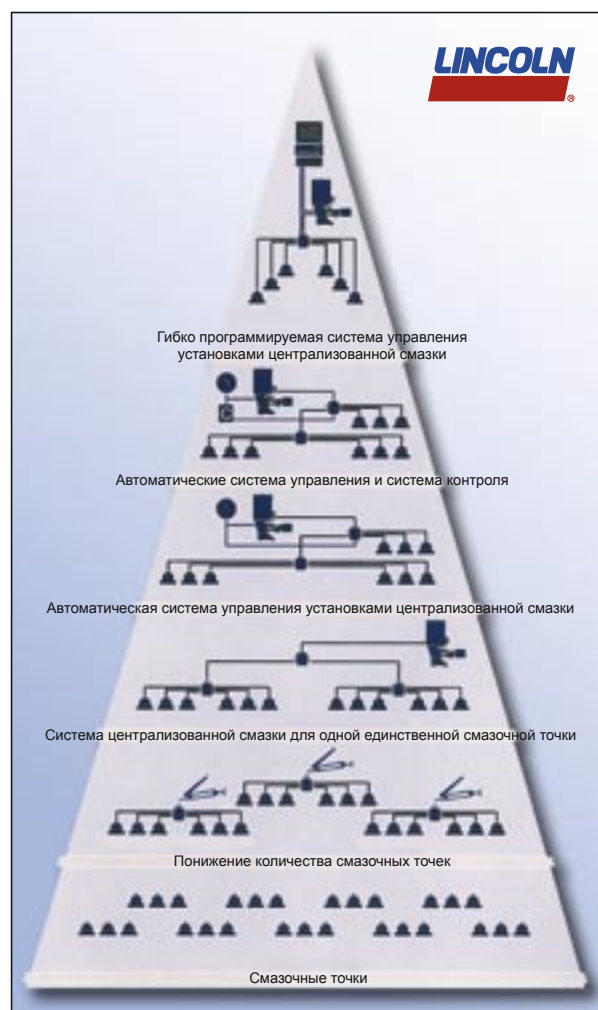 LINCOLN
®
Гибко программируемая система управления
установками централизованной смазки
Автоматические система управления и система контроля
Автоматическая система управления установками централизованной смазки
Система централизованной смазки для одной единственной смазочной точки
Понижение количества смазочных точек
Смазочные точки